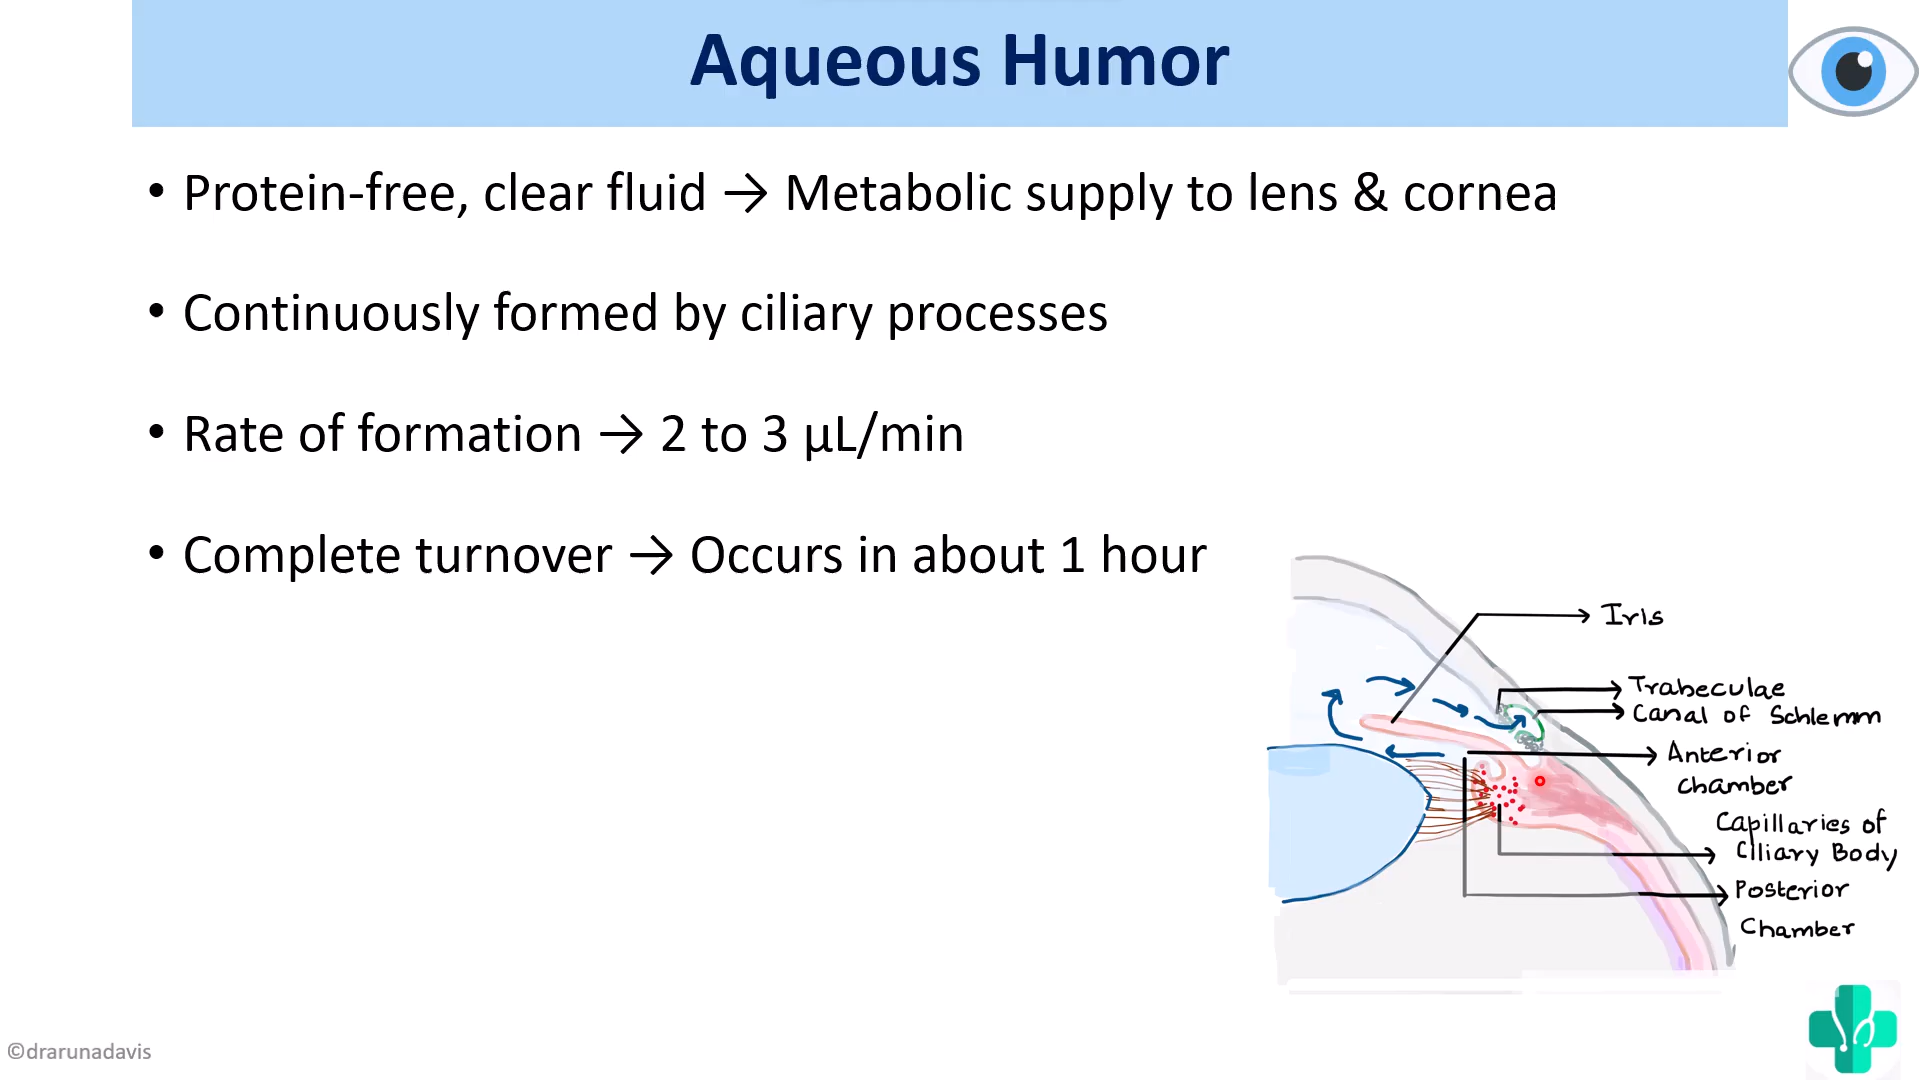 Aqueous Humor
• Protein-free, clear fluid → Metabolic supply to lens & cornea
• Continuously formed by ciliary processes
• Rate of formation → 2 to 3 µL/min
• Complete turnover → Occurs in about 1 hour
Iris
Trabeculae
Canal of Schlemm
Anterior
Chamber
Capillaries of
Ciliary Body
Posterior
Chamber
©drarunadavis